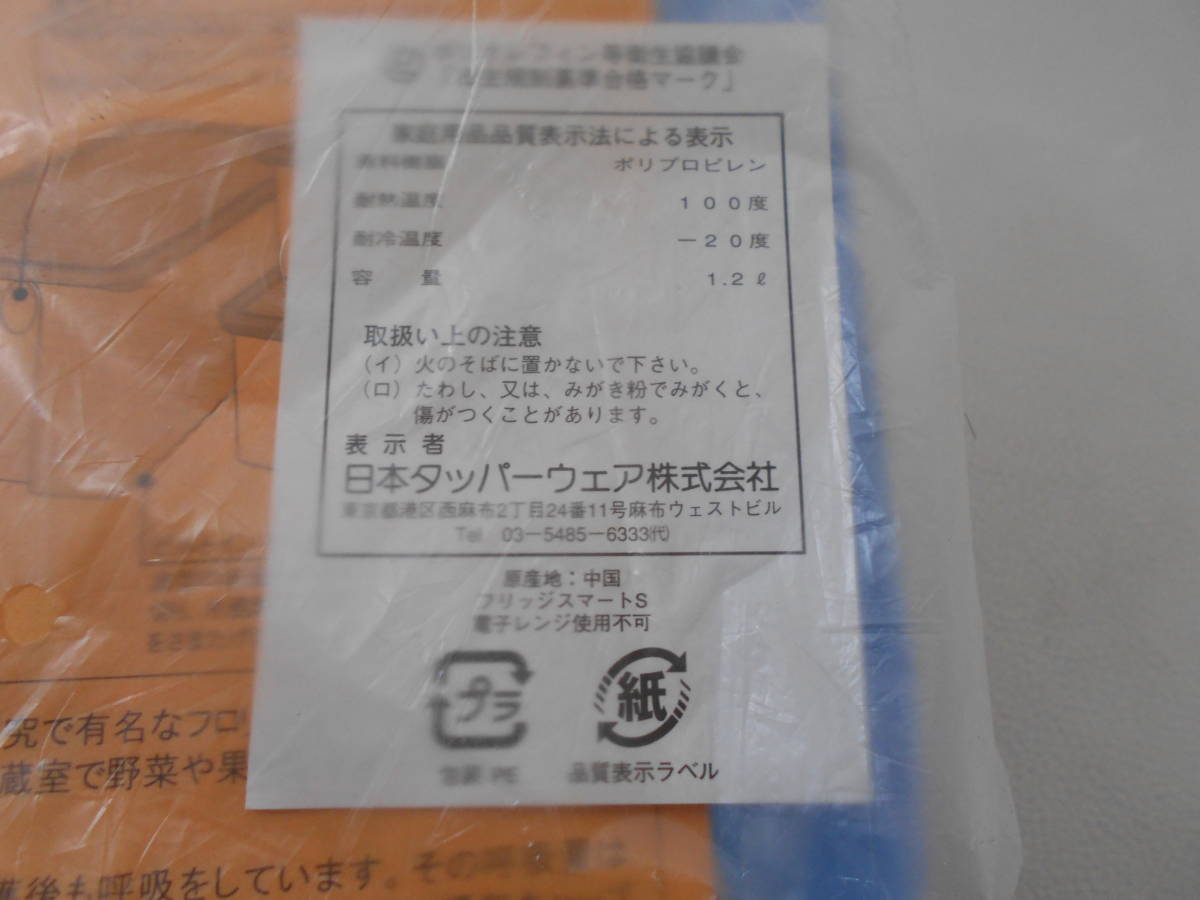 ポリオレフィン等衛生協議会
「自主規制基準合格マーク」
家庭用品品質表示法による表示
原料樹脂 ポリプロピレン
耐熱温度 １００度
耐冷温度 －２０度
容 量 1.2ℓ
取扱い上の注意
(イ) 火のそばに置かないで下さい。
(ロ) たわし、又は、みがき粉でみがくと、
傷がつくことがあります。
表示者
日本タッパーウェア株式会社
東京都港区西麻布2丁目24番11号麻布ウェストビル
Tel 03－5485－6333㈹
原産地：中国
フリッジスマートS
電子レンジ使用不可
プラ 紙
包装 PE 品質表示ラベル
究で有名なフロリ
蔵室で野菜や果
後も呼吸をしています。その呼吸量は